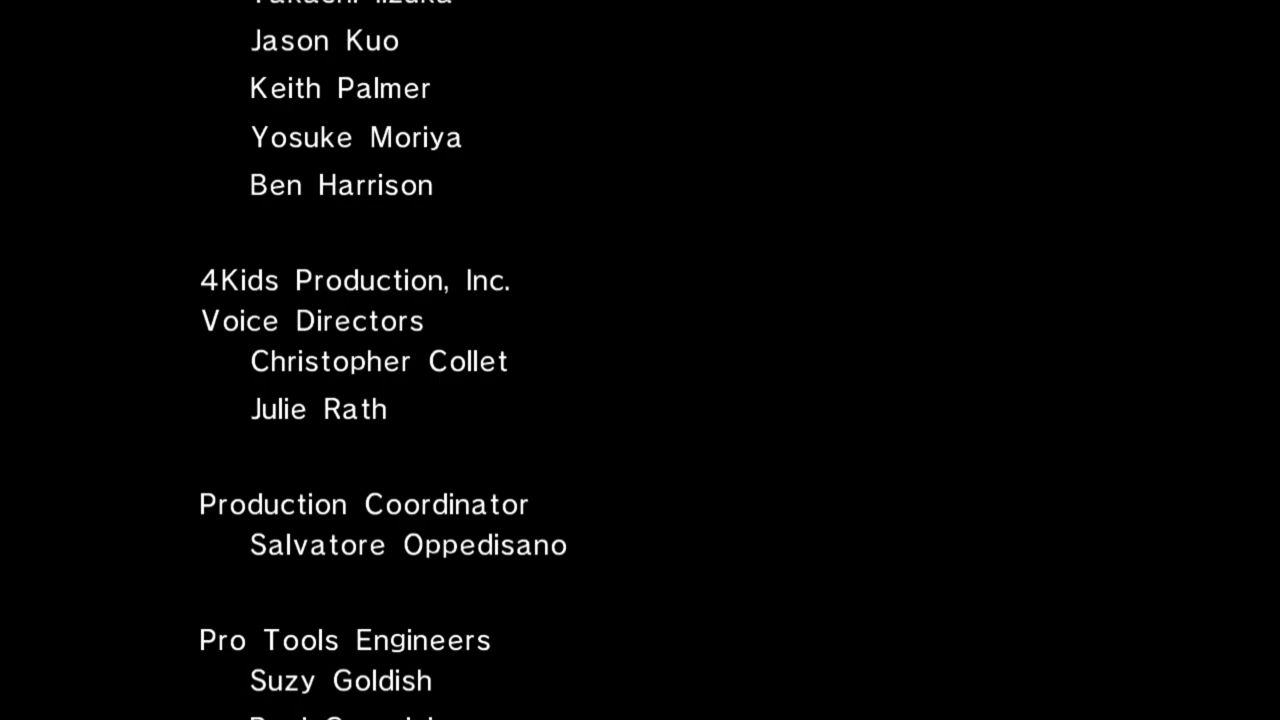 Jason Kuo
Keith Palmer
Yosuke Moriya
Ben Harrison
4Kids Production, Inc.
Voice Directors
Christopher Collet
Julie Rath
Production Coordinator
Salvatore Oppedisano
Pro Tools Engineers
Suzy Goldish